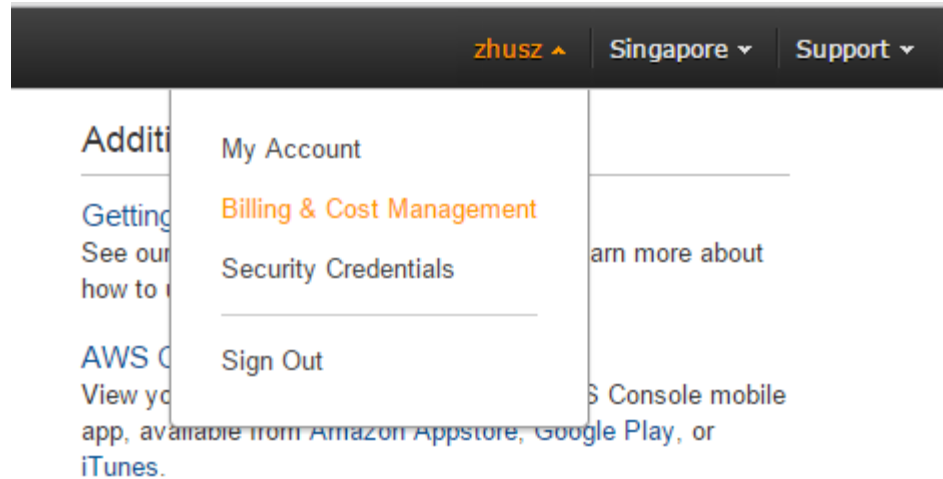 zhusz Singapore Support
Additi
My Account
Billing & Cost Management
Security Credentials
Sign Out
Getting
See our arn more about
how to
AWS
View yo Console mobile
app, available from Amazon Appstore, Google Play, or
iTunes.